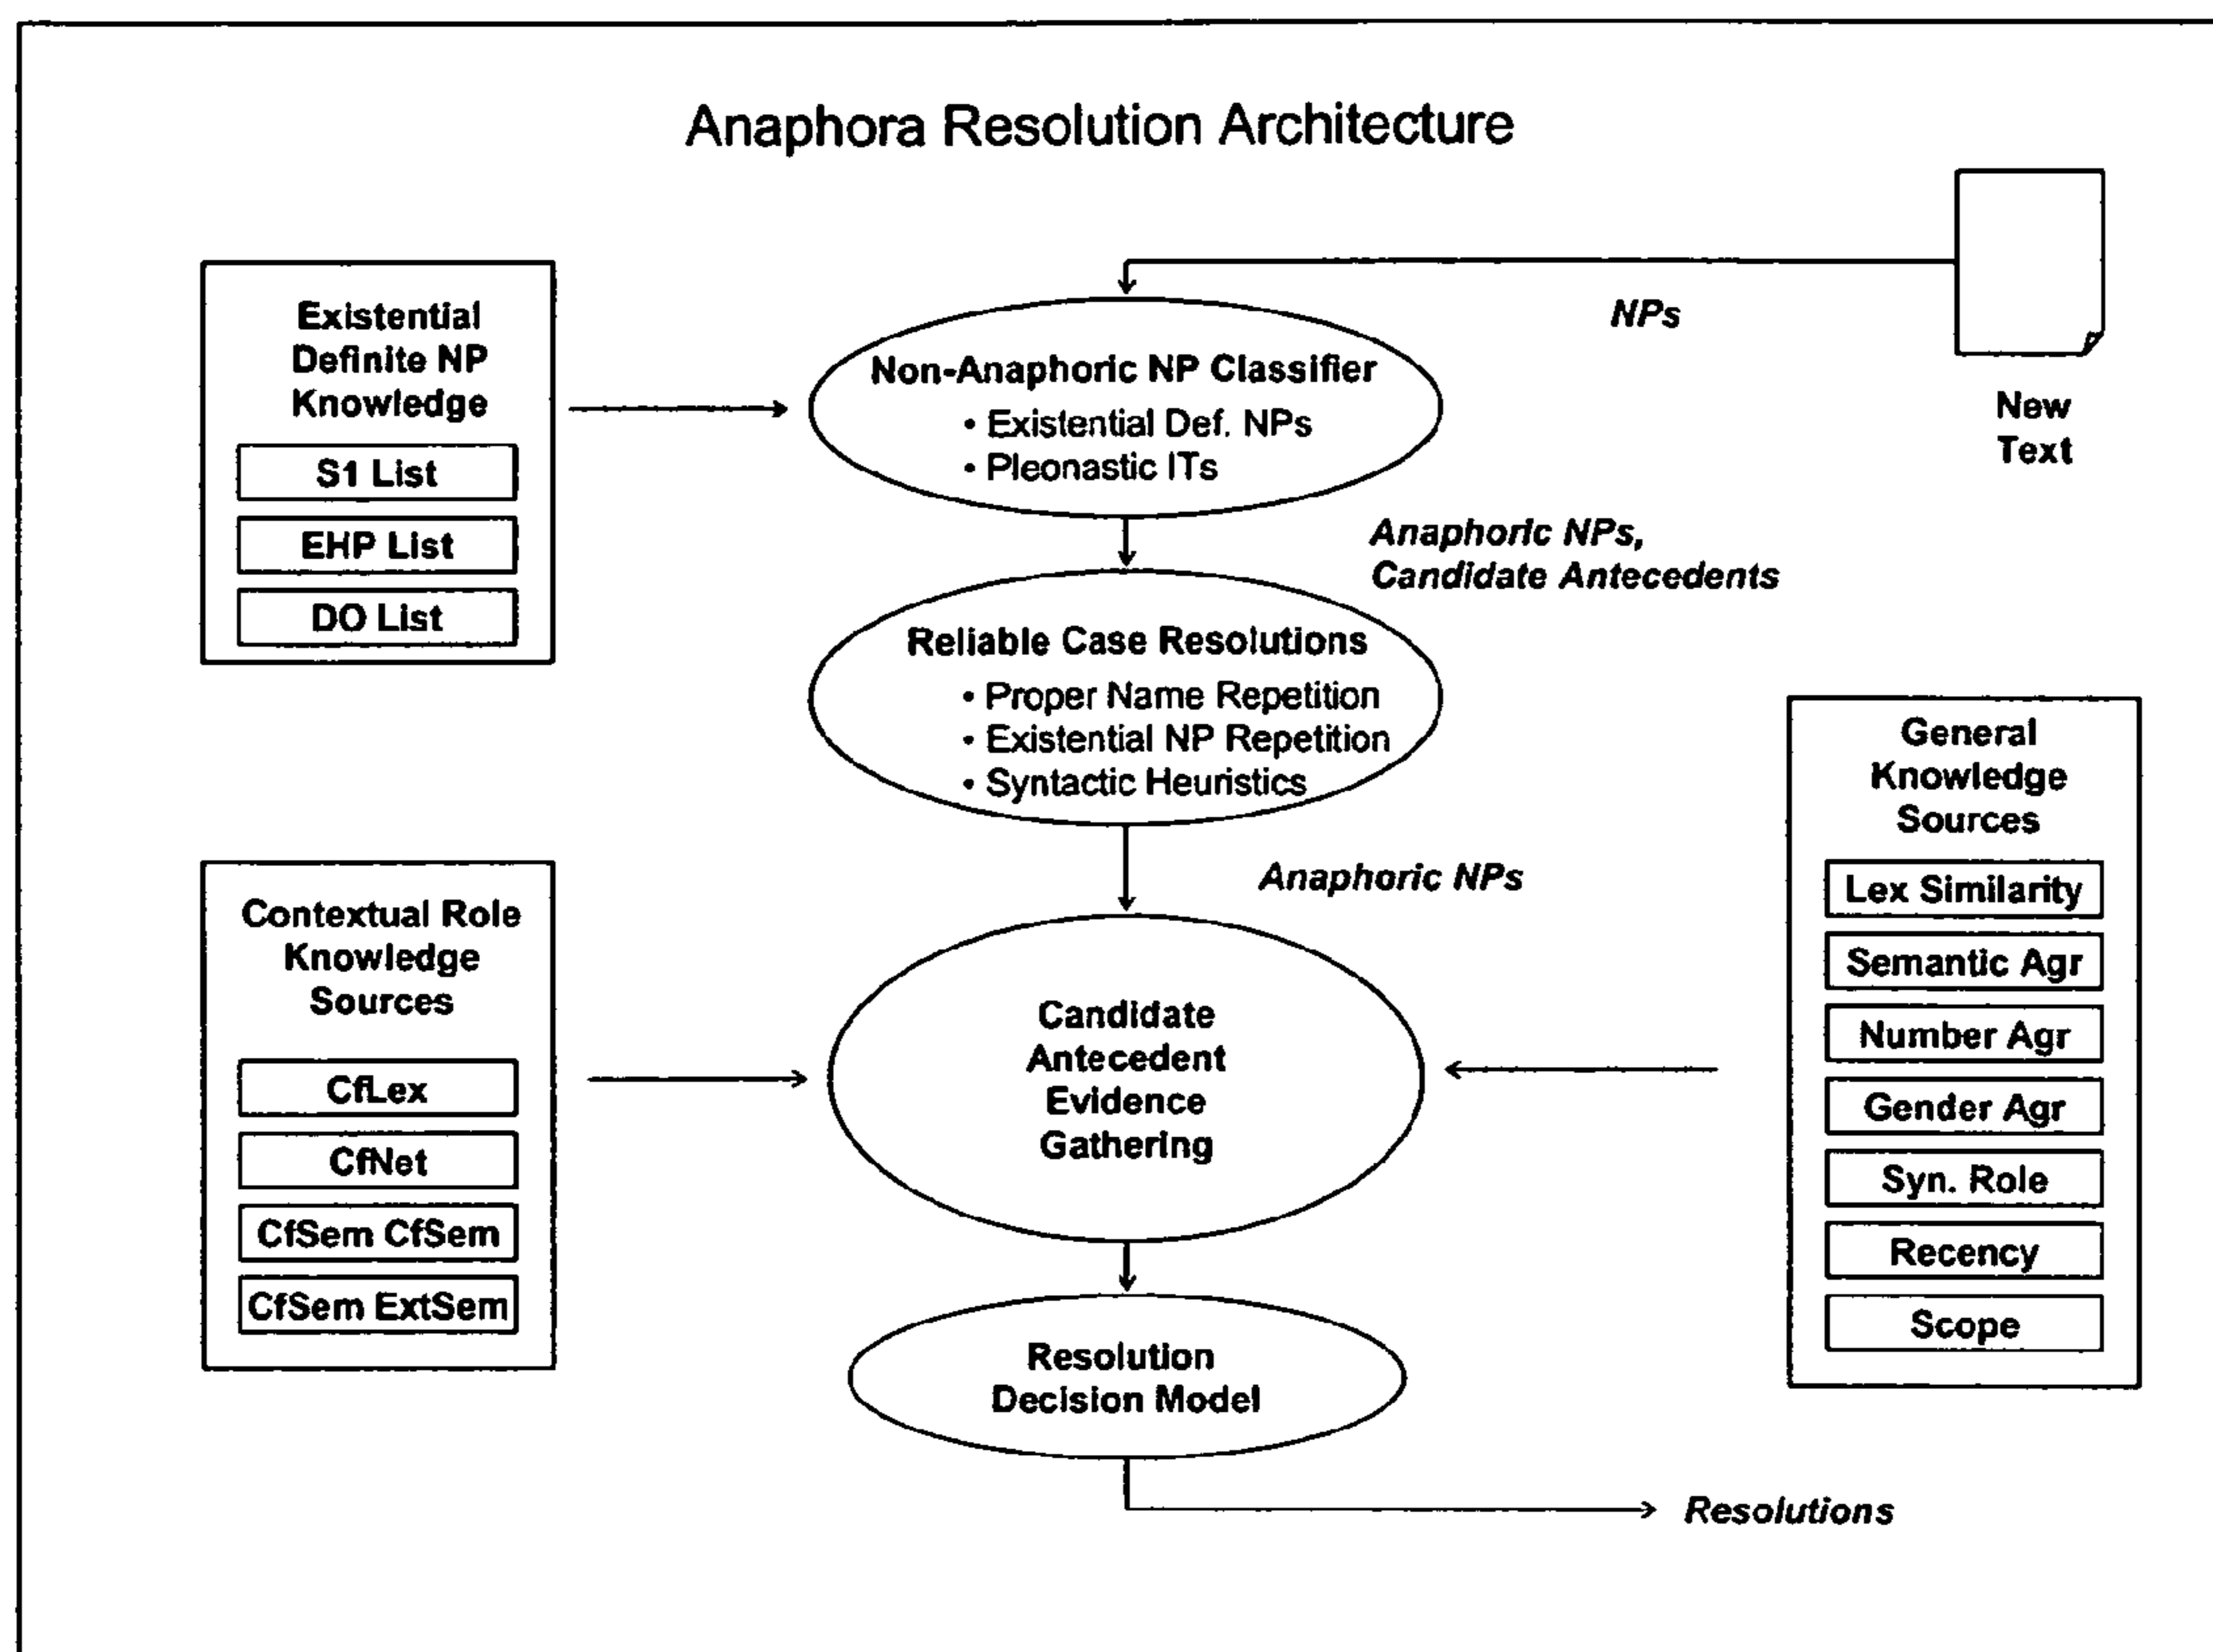 Anaphora Resolution Architecture
Existential
Definite NP
Knowledge
S1 List
EHP List
DO List
NPs
New
Text
Non-Anaphoric NP Classifier
• Existential Def. NPs
• Pleonastic ITs
Anaphoric NPs,
Candidate Antecedents
Reliable Case Resolutions
• Proper Name Repetition
• Existential NP Repetition
• Syntactic Heuristics
Anaphoric NPs
Contextual Role
Knowledge
Sources
CfLex
CfNet
CfSem CfSem
CfSem ExtSem
Candidate
Antecedent
Evidence
Gathering
General
Knowledge
Sources
Lex Similarity
Semantic Agr
Number Agr
Gender Agr
Syn. Role
Recency
Scope
Resolution
Decision Model
Resolutions